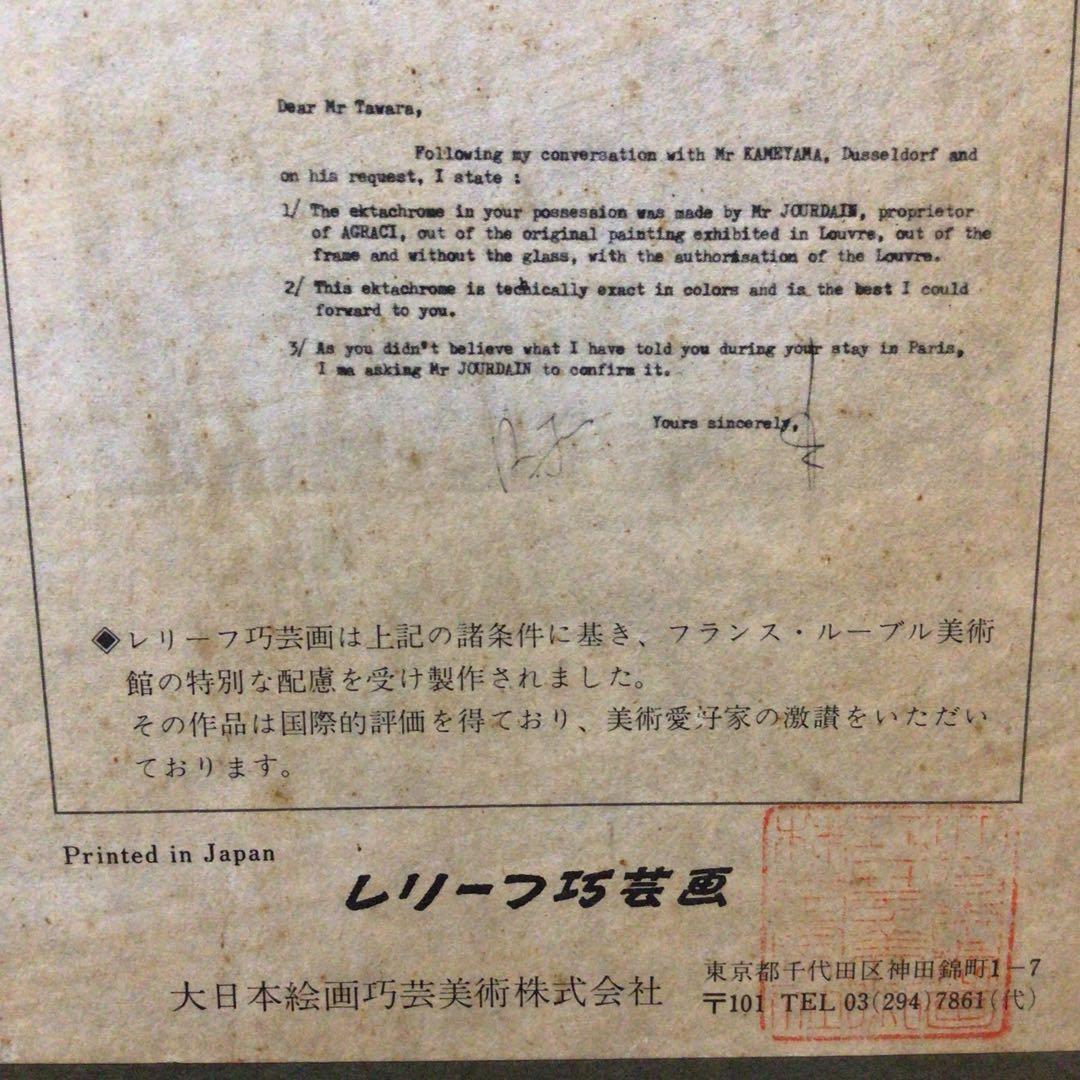 Dear Mr Tawara,
Following my conversation with Mr KAMEYAMA, Dusseldorf and
on his request, I state :
1/ The ektachrome in your possession was made by Mr JOURDAIN, proprietor
of AGRACI, out of the original painting exhibited in Louvre, out of the
frame and without the glass, with the authorisation of the Louvre.
2/ This ektachrome is techically exact in colors and is the best I could
forward to you.
3/ As you didn't believe what I have told you during your stay in Paris,
I am asking Mr JOURDAIN to confirm it.
Yours sincerely,
◈レリーフ巧芸画は上記の諸条件に基き、フランス・ルーブル美術
館の特別な配慮を受け製作されました。
その作品は国際的評価を得ており、美術愛好家の激讃をいただい
ております。
Printed in Japan
レリーフ巧芸画
大日本絵画巧芸美術株式会社
東京都千代田区神田錦町1-7
〒101 TEL 03(294)7861(代)